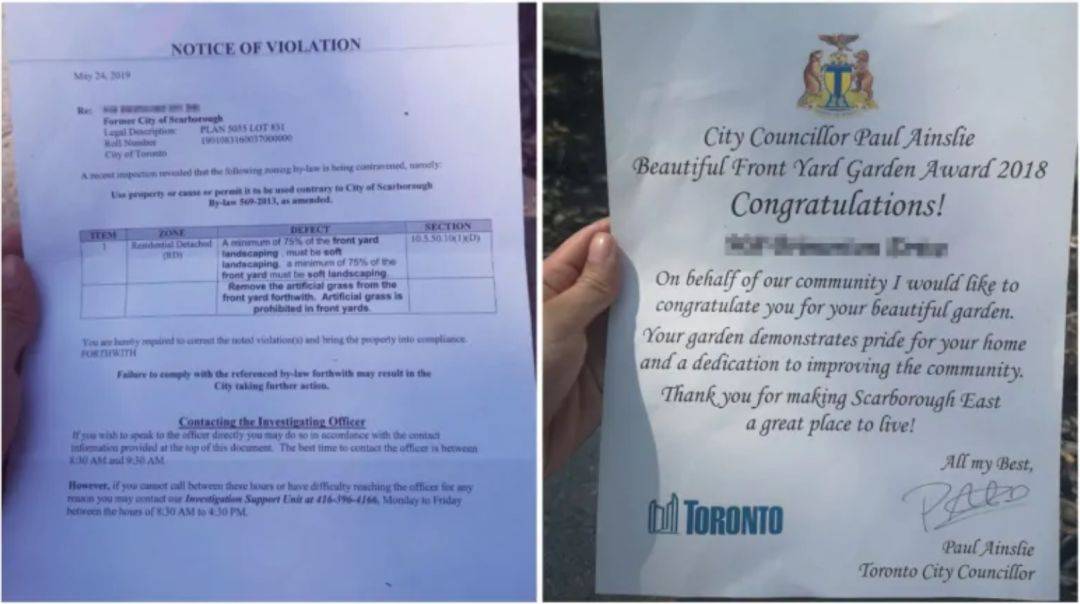 NOTICE OF VIOLATION
May 24, 2019
Re:
Former City of Scarborough
Legal Description: PLAN 5055 LOT 831
Roll Number
City of Toronto
A recent inspection revealed that the following zoning by-law is being contravened, namely:
Use property or cause or permit it to be used contrary to City of Scarborough
By-law 569-2013, as amended.
ITEM ZONE DEFECT SECTION
1 Residential Detached A minimum of 75% of the front yard 10.5.50.10(1)(D)
(RD) landscaping must be soft
landscaping, a minimum of 75% of the
front yard must be soft landscaping.
Remove the artificial grass from the
front yard forthwith. Artificial grass is
prohibited in front yards.
You are hereby required to correct the noted violation(s) and bring the property into compliance.
FORTHWITH
Failure to comply with the referenced by-law forthwith may result in the
City taking further action.
Contacting the Investigating Officer
If you wish to speak to the officer directly you may do so in accordance with the contact
information provided at the top of this document. The best time to contact the officer is between
8:30 AM and 9:30 AM.
However, if you cannot call between these hours or have difficulty reaching the officer for any
reason you may contact our Investigation Support Unit at 416-396-4166, Monday to Friday
between the hours of 8:30 AM to 4:30 PM.
City Councillor Paul Ainslie
Beautiful Front Yard Garden Award 2018
Congratulations!
On behalf of our community I would like to
congratulate you for your beautiful garden.
Your garden demonstrates pride for your home
and a dedication to improving the community.
Thank you for making Scarborough East
a great place to live!
All my Best,
TORONTO
Paul Ainslie
Toronto City Councillor